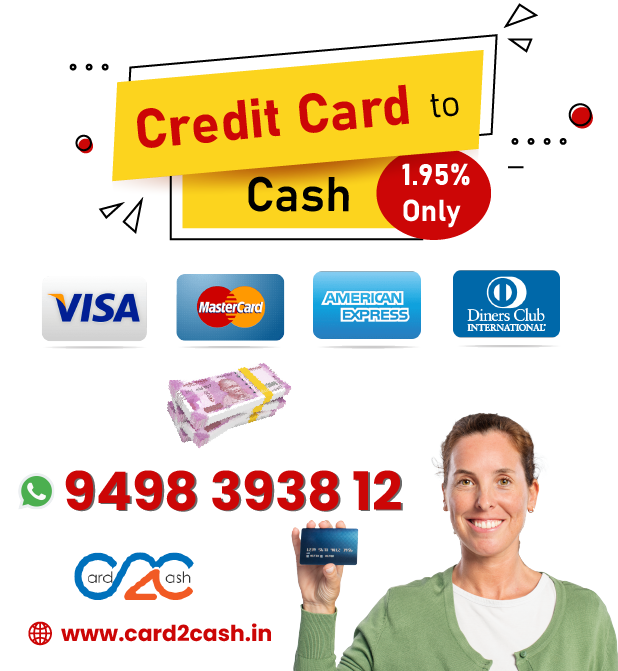 Credit Card to
Cash
1.95%
Only
VISA
MasterCard
AMERICAN
EXPRESS
Diners Club
INTERNATIONAL®
9498 3938 12
Card 2 Cash
www.card2cash.in